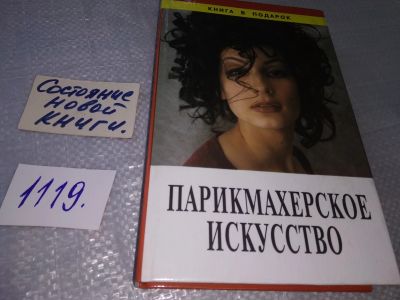 КНИГА В ПОДАРОК
Состояние
новой
книги.
1119.
ПАРИКМАХЕРСКОЕ
ИСКУССТВО